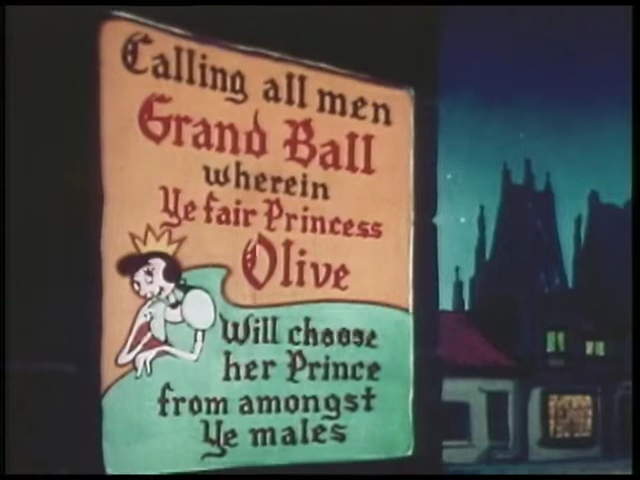 Calling all men
Grand Ball
wherein
Ye fair Princess
Olive
Will choose
her Prince
from amongst
Ye males